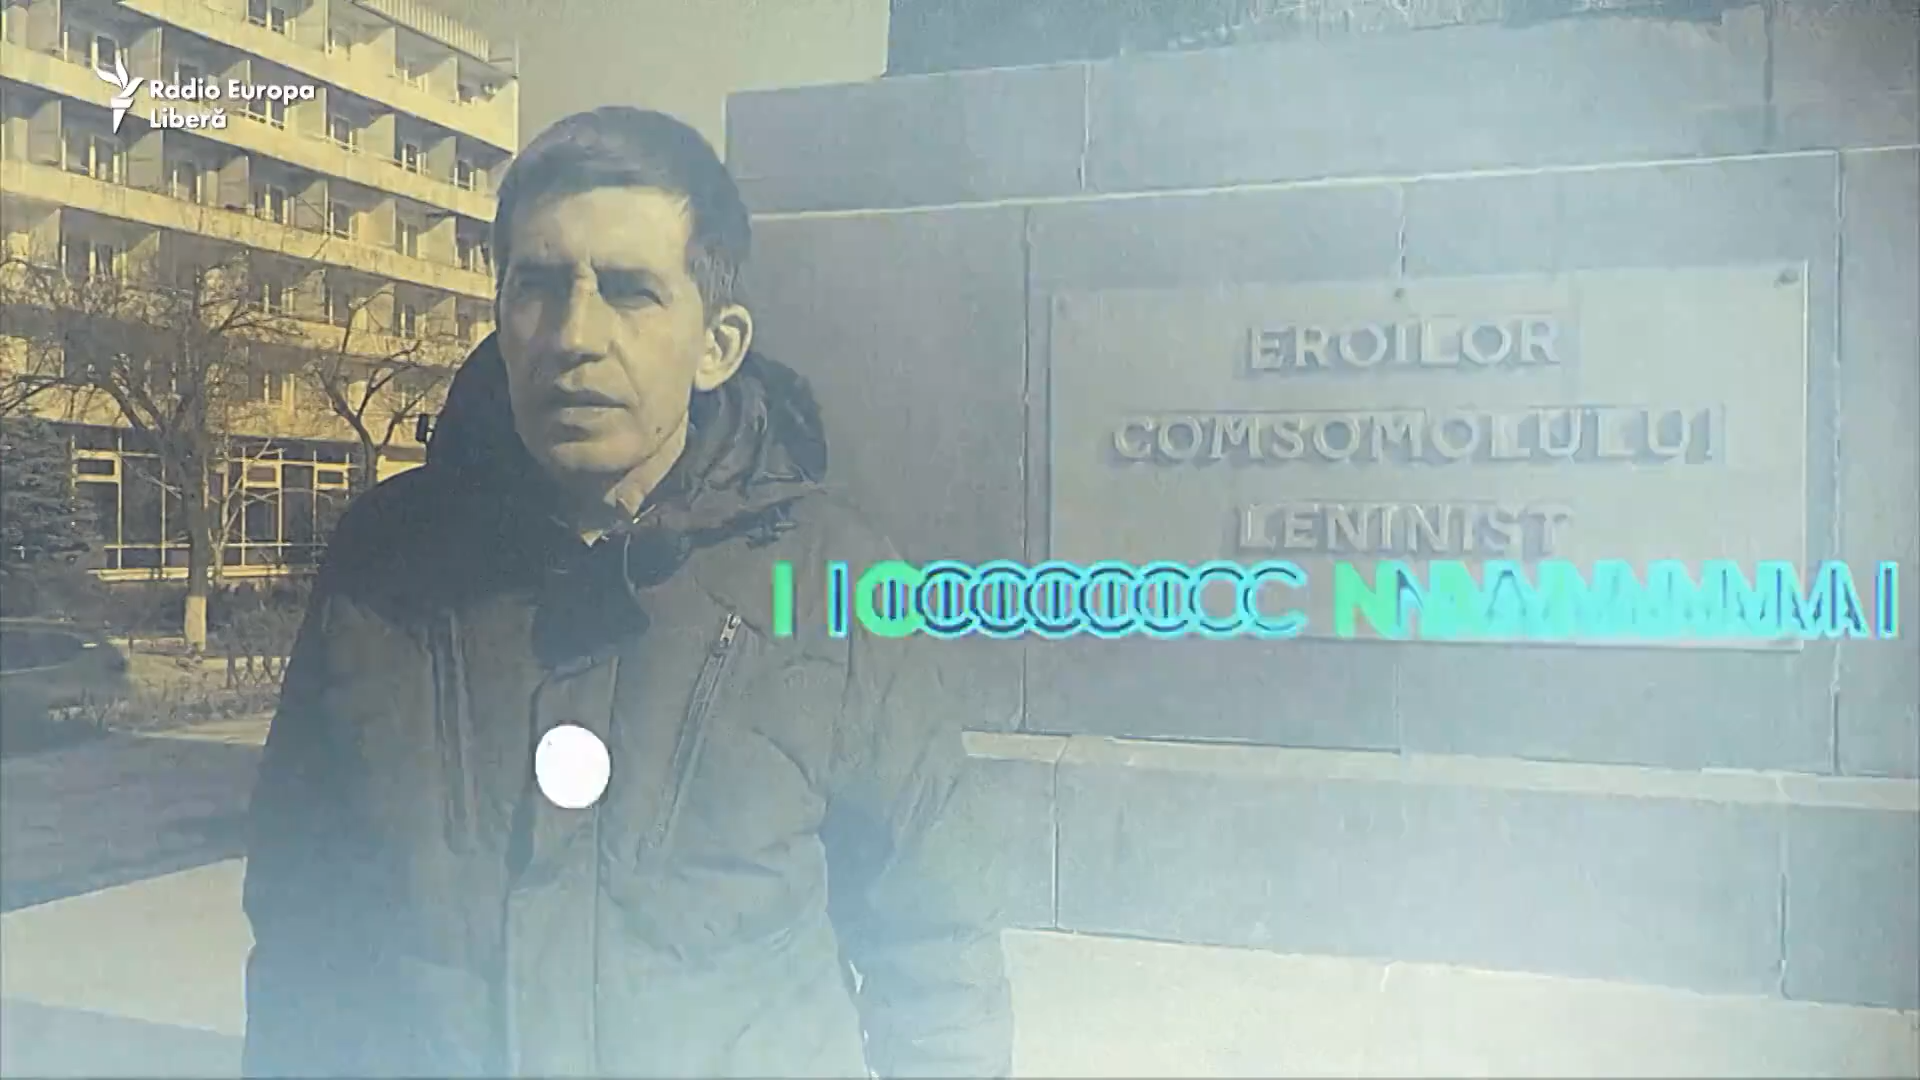 Radio Europa
Liberă
EROILOR
COMSOMOLULUI
LENINIST